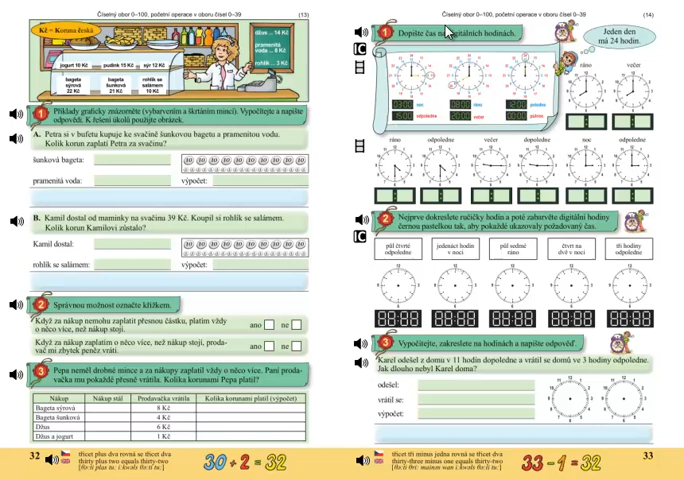 Číselný obor 0–100, početní operace v oboru čísel 0–39
(13)
Kč = Koruna česká
džus ... 14 Kč
pramenitá
voda ... 8 Kč
rohlík ... 3 Kč
jogurt 10 Kč
pudink 15 Kč
sýr 12 Kč
bageta
sýrová
22 Kč
bageta
šunková
21 Kč
rohlík se
salámem
10 Kč
1 Příklady graficky znázorněte (vybarvením a škrtáním mincí). Vypočítejte a napište
odpovědi. K řešení úkolů použijte obrázek.
A. Petra si v bufetu kupuje ke svačině šunkovou bagetu a pramenitou vodu.
Kolik korun zaplatí Petra za svačinu?
šunková bageta:
pramenitá voda:
výpočet:
B. Kamil dostal od maminky na svačinu 39 Kč. Koupil si rohlík se salámem.
Kolik korun Kamilovi zůstalo?
Kamil dostal:
rohlík se salámem:
výpočet:
2 Správnou možnost označte křížkem.
Když za nákup nemohu zaplatit přesnou částku, platím vždy
o něco více, než nákup stojí.
ano
ne
Když za nákup zaplatím o něco více, než nákup stojí, proda-
vač mi zbytek peněz vrátí.
ano
ne
3 Pepa neměl drobné mince a za nákupy zaplatil vždy o něco více. Paní proda-
vačka mu pokaždé přesně vrátila. Kolika korunami Pepa platil?
Nákup
Nákup stál
Prodavačka vrátila
Kolika korunami platil (výpočet)
Bageta sýrová
8 Kč
Bageta šunková
4 Kč
Džus
6 Kč
Džus a jogurt
1 Kč
32
třicet plus dva rovná se třicet dva
thirty plus two equals thirty-two
30 + 2 = 32
Číselný obor 0–100, početní operace v oboru čísel 0–39
(14)
1 Dopište čas na digitálních hodinách.
Jeden den
má 24 hodin.
noc
ráno
poledne
odpoledne
večer
půlnoc
ráno
večer
ráno
odpoledne
večer
dopoledne
noc
odpoledne
2 Nejprve dokreslete ručičky hodin a poté zabarvěte digitální hodiny
černou pastelkou tak, aby pokaždé ukazovaly požadovaný čas.
půl čtvrté
odpoledne
jedenáct hodin
v noci
půl sedmé
ráno
čtvrt na
dvě v noci
tři hodiny
odpoledne
3 Vypočítejte, zakreslete na hodinách a napište odpověď.
Karel odešel z domu v 11 hodin dopoledne a vrátil se domů ve 3 hodiny odpoledne.
Jak dlouho nebyl Karel doma?
odešel:
vrátil se:
výpočet:
třicet tři minus jedna rovná se třicet dva
thirty-three minus one equals thirty-two
33 – 1 = 32
33